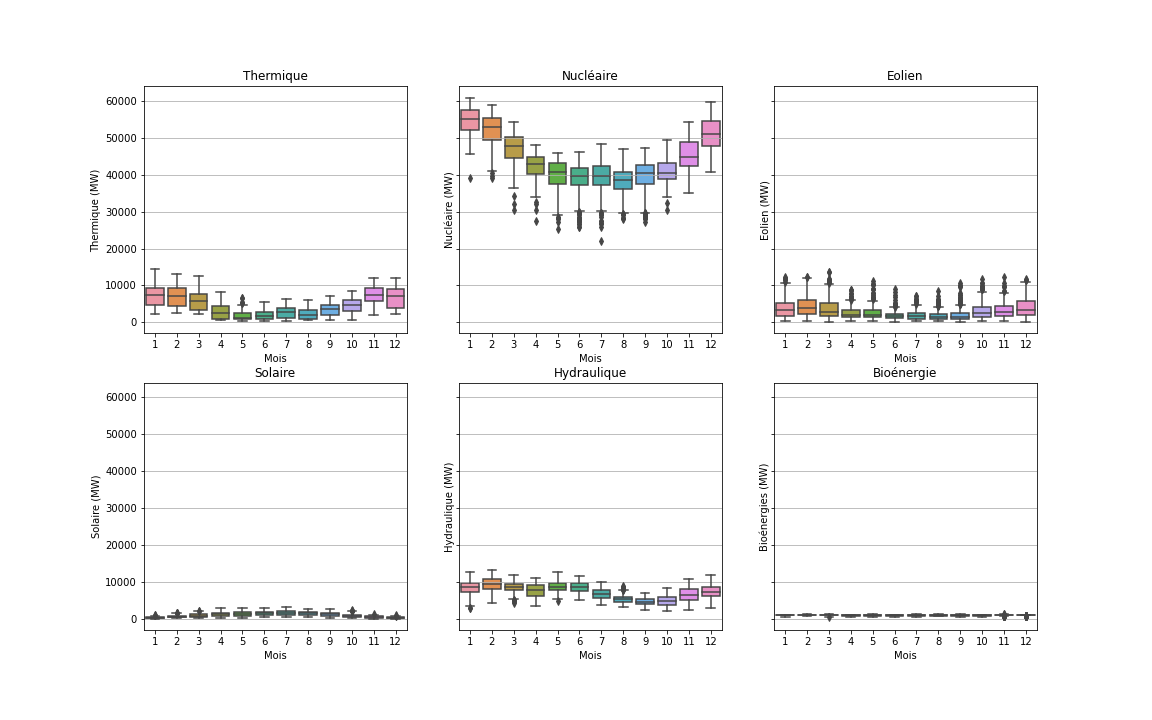 Thermique
Nucléaire
Eolien
60000
50000
40000
30000
20000
10000
0
Thermique (MW)
Nucléaire (MW)
Eolien (MW)
1 2 3 4 5 6 7 8 9 10 11 12
1 2 3 4 5 6 7 8 9 10 11 12
1 2 3 4 5 6 7 8 9 10 11 12
Mois
Mois
Mois
Solaire
Hydraulique
Bioénergie
60000
50000
40000
30000
20000
10000
0
Solaire (MW)
Hydraulique (MW)
Bioénergies (MW)
1 2 3 4 5 6 7 8 9 10 11 12
1 2 3 4 5 6 7 8 9 10 11 12
1 2 3 4 5 6 7 8 9 10 11 12
Mois
Mois
Mois